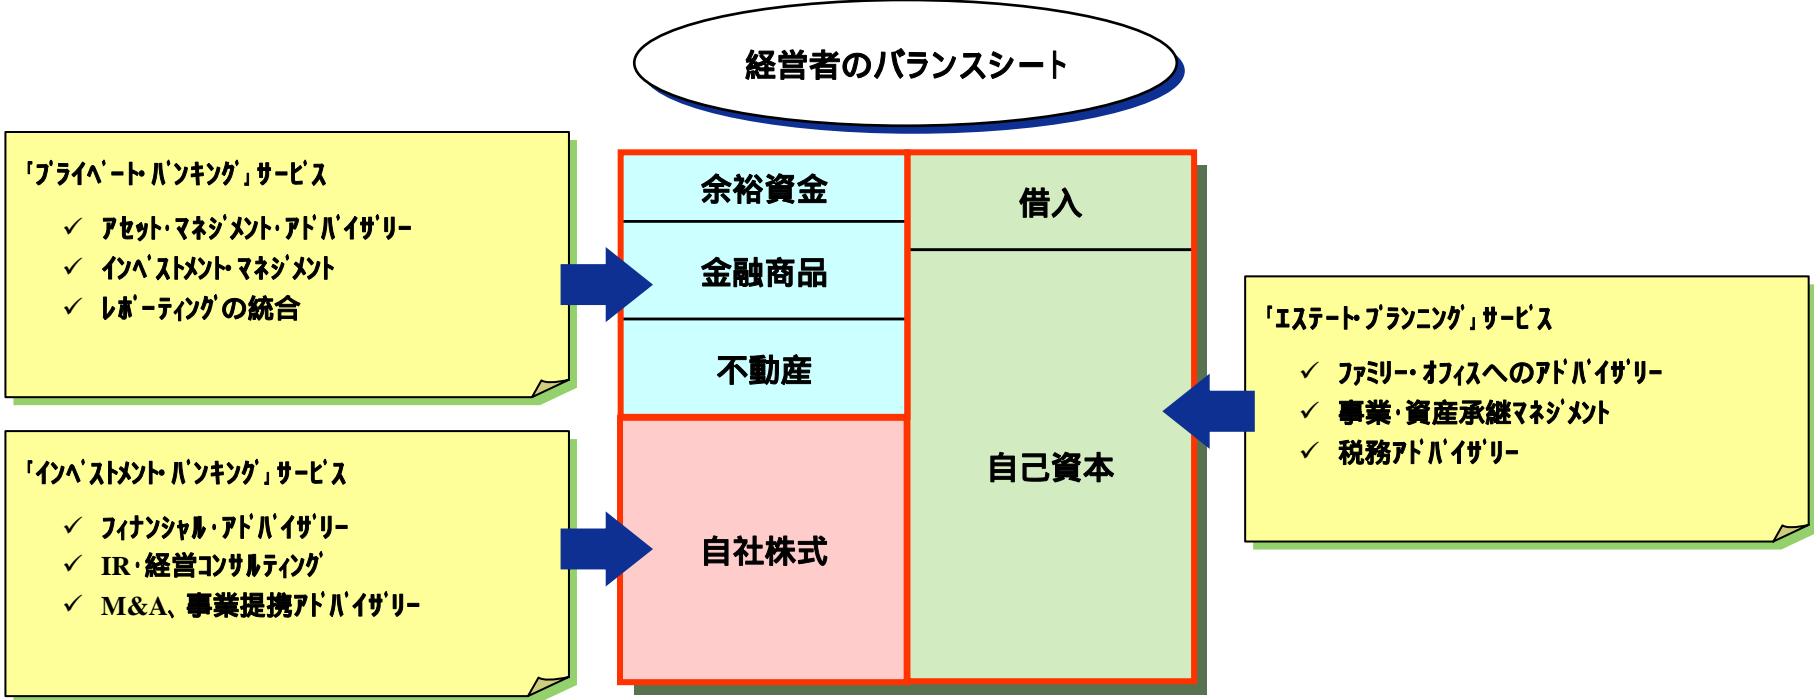 経営者のバランスシート
「プライベート・バンキング」サービス
✓ アセット・マネジメント・アドバイザリー
✓ インベストメント・マネジメント
✓ レポーティングの統合
余裕資金
金融商品
不動産
自社株式
借入
自己資本
「インベストメント・バンキング」サービス
✓ フィナンシャル・アドバイザリー
✓ IR・経営コンサルティング
✓ M&A、事業提携アドバイザリー
「エステート・プランニング」サービス
✓ ファミリー・オフィスへのアドバイザリー
✓ 事業・資産承継マネジメント
✓ 税務アドバイザリー